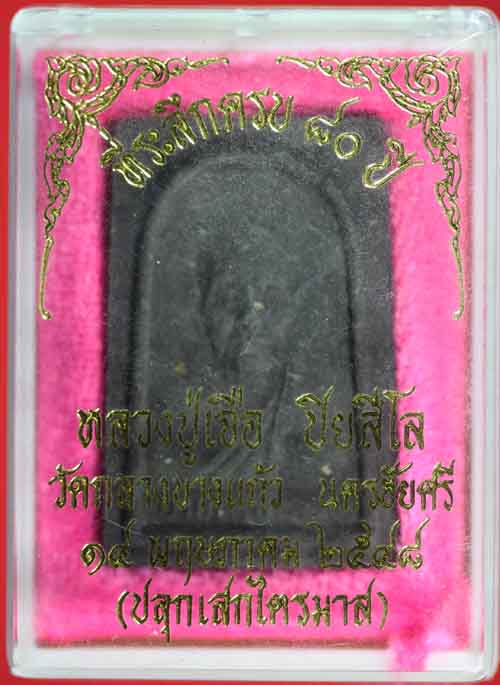 ที่ระลึกครบ ๘๐ ปี
หลวงปู่เจือ ปิยสีโล
วัดกลางบางแก้ว นครชัยศรี
๑๔ พฤษภาคม ๒๕๔๘
(ปลุกเสกไตรมาส)